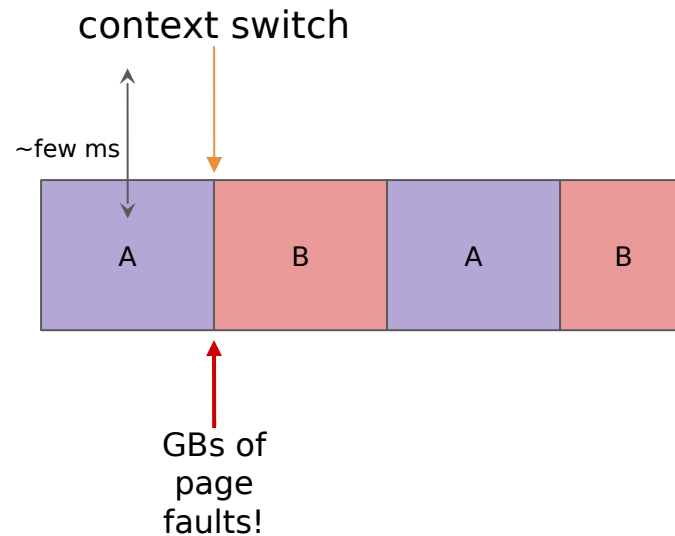 context switch
~few ms
A
B
A
B
GBs of
page
faults!